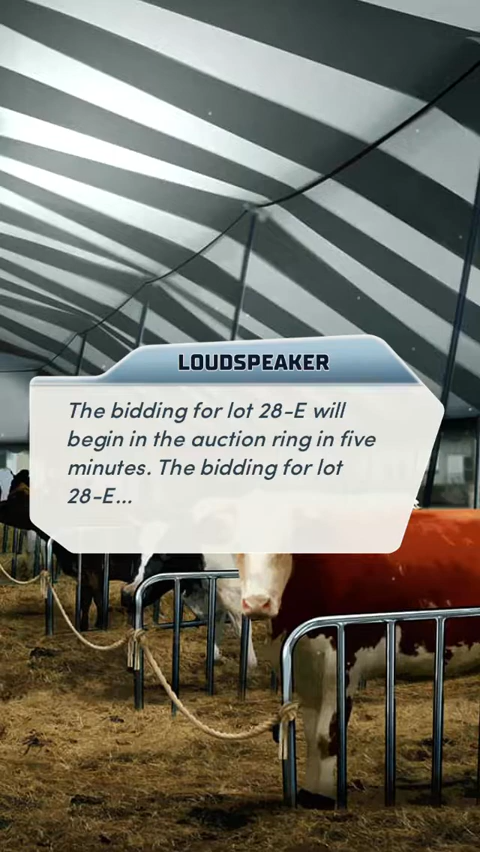 LOUDSPEAKER
The bidding for lot 28-E will
begin in the auction ring in five
minutes. The bidding for lot
28-E...